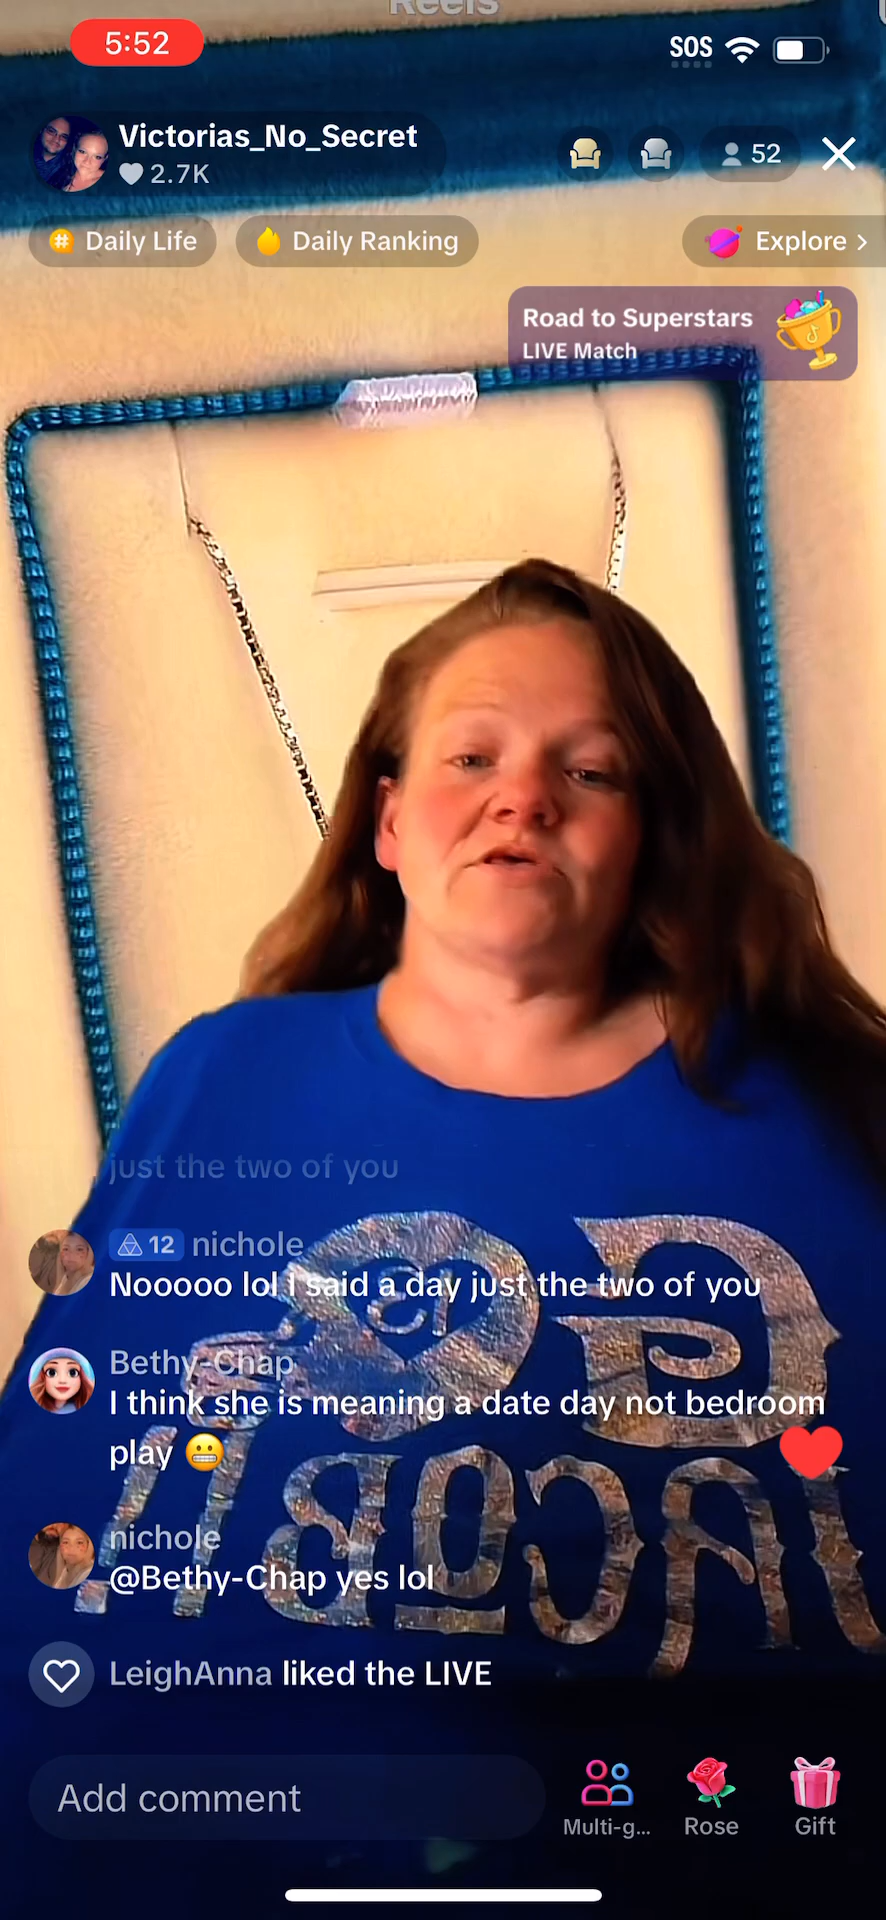 Reels
5:52
SOS
Victorias_No_Secret
2.7K
52
Daily Life
Daily Ranking
Explore >
Road to Superstars
LIVE Match
just the two of you
12 nichole
Nooooo lol I said a day just the two of you
Bethy-Chap
I think she is meaning a date day not bedroom
play 😬
nichole
@Bethy-Chap yes lol
LeighAnna liked the LIVE
Add comment
Multi-g...
Rose
Gift